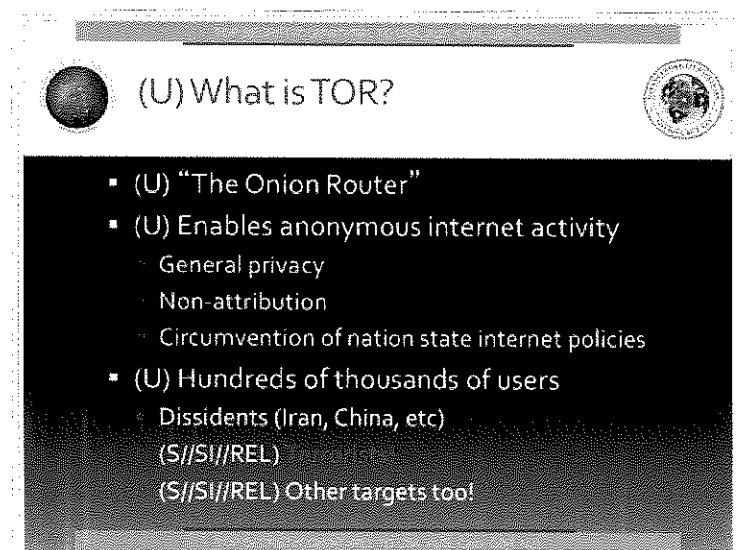 (U) What is TOR?
(U) “The Onion Router”
(U) Enables anonymous internet activity
General privacy
Non-attribution
Circumvention of nation state internet policies
(U) Hundreds of thousands of users
Dissidents (Iran, China, etc)
(S//SI//REL)
(S//SI//REL) Other targets too!